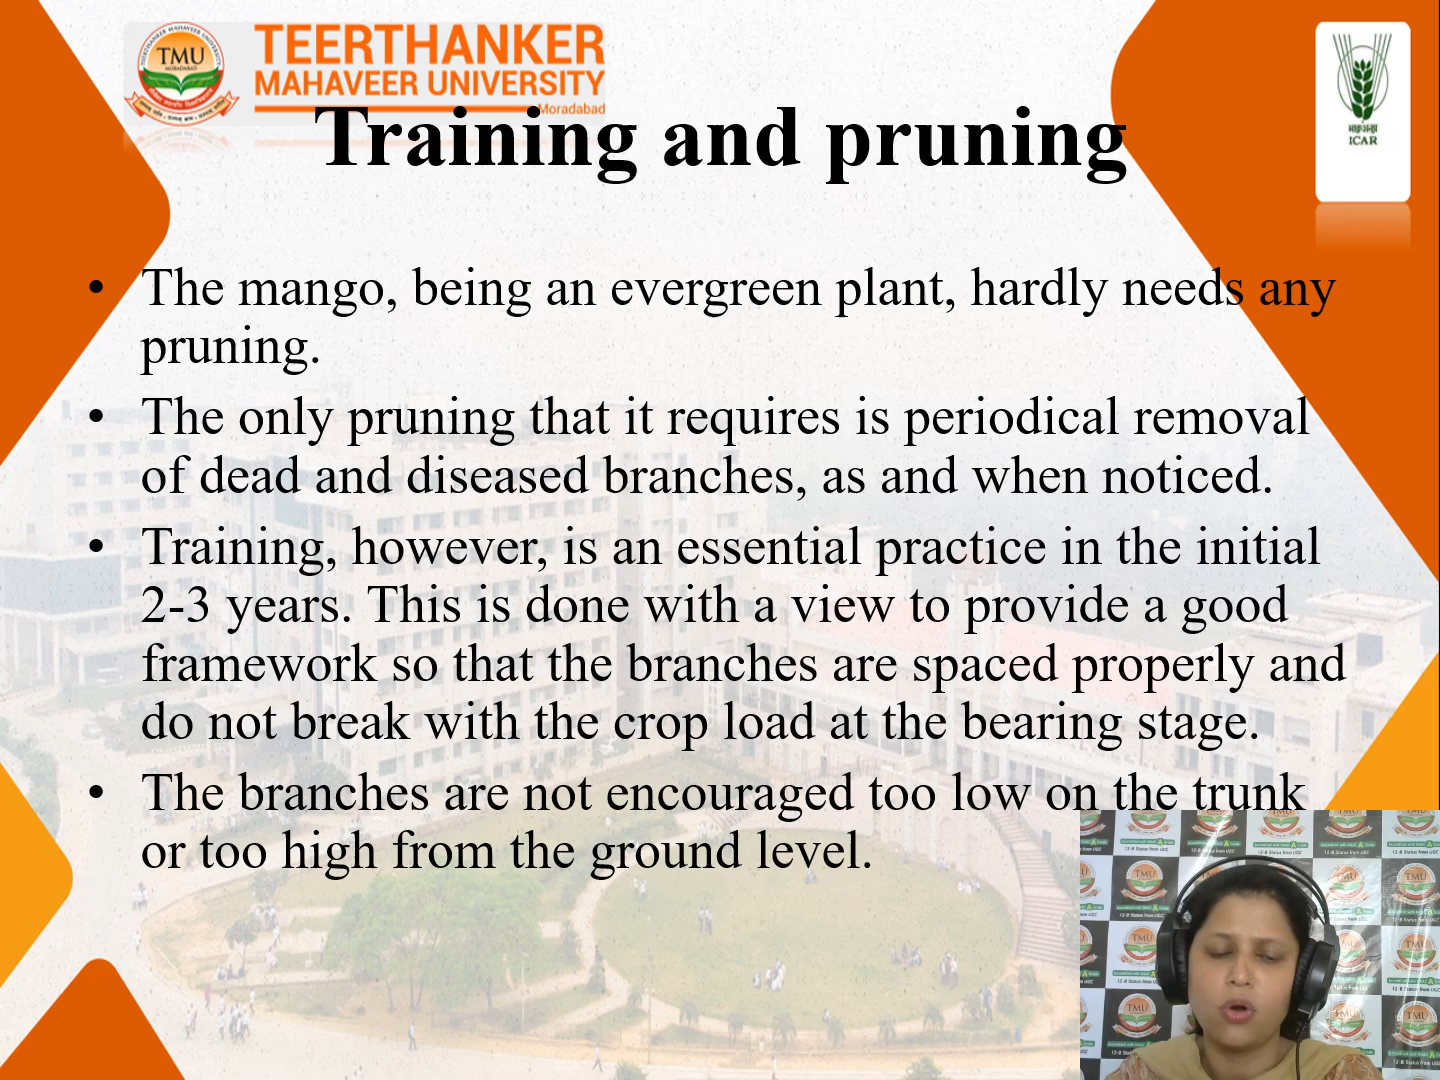 TMU
TEERTHANKER
MAHAVEER UNIVERSITY
Moradabad
ICAR
Training and pruning
• The mango, being an evergreen plant, hardly needs any
pruning.
• The only pruning that it requires is periodical removal
of dead and diseased branches, as and when noticed.
• Training, however, is an essential practice in the initial
2-3 years. This is done with a view to provide a good
framework so that the branches are spaced properly and
do not break with the crop load at the bearing stage.
• The branches are not encouraged too low on the trunk
or too high from the ground level.